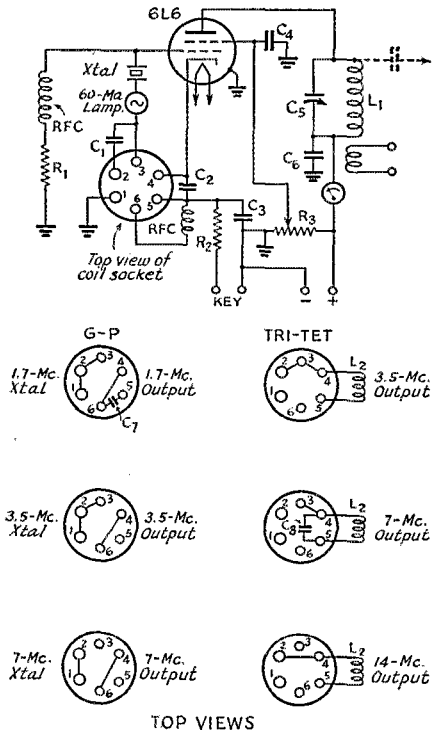 6L6
Xtal
60-Ma
Lamp.
RFC
R1
C1
C2
C3
C4
C5
C6
L1
R2
R3
RFC
2 3 4
1 6 5
Top view of
coil socket
KEY - +
G-P
TRI-TET
1.7-Mc.
Xtal
2 3 4
1 6 5
C7
1.7-Mc.
Output
2 3 4
1 6 5
L2
3.5-Mc.
Output
3.5-Mc.
Xtal
2 3 4
1 6 5
3.5-Mc.
Output
2 3 4
1 6 5
C8
L2
7-Mc.
Output
7-Mc.
Xtal
2 3 4
1 6 5
7-Mc.
Output
2 3 4
1 6 5
L2
14-Mc.
Output
TOP VIEWS